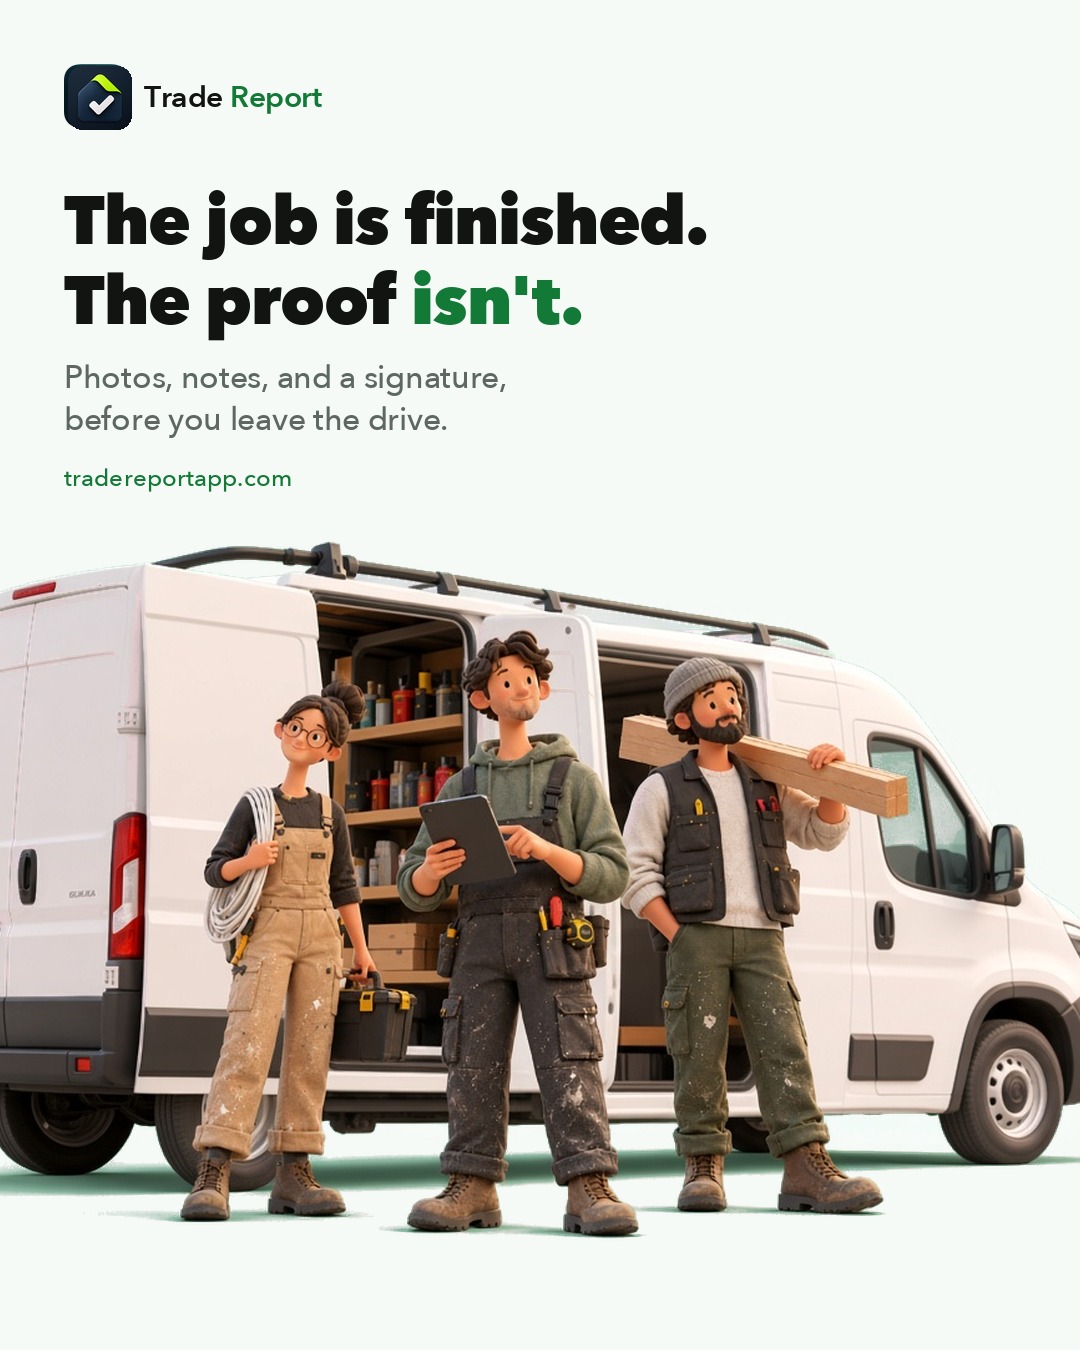 Trade Report
The job is finished.
The proof isn't.
Photos, notes, and a signature,
before you leave the drive.
tradereportapp.com